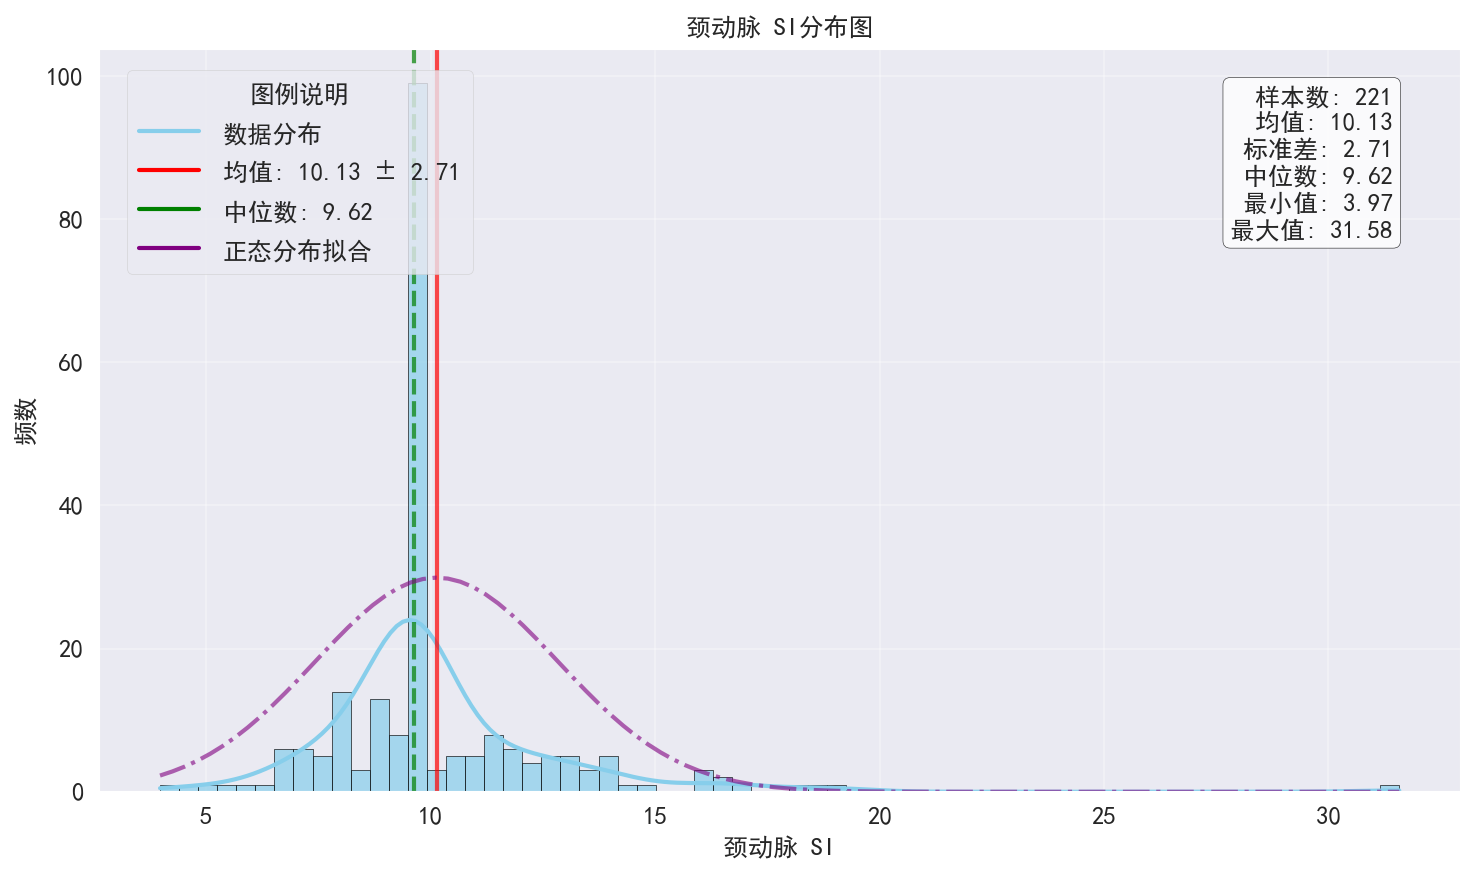 颈动脉 SI分布图
图例说明
数据分布
均值: 10.13 ± 2.71
中位数: 9.62
正态分布拟合
样本数: 221
均值: 10.13
标准差: 2.71
中位数: 9.62
最小值: 3.97
最大值: 31.58
频数
100
80
60
40
20
0
5
10
15
20
25
30
颈动脉 SI